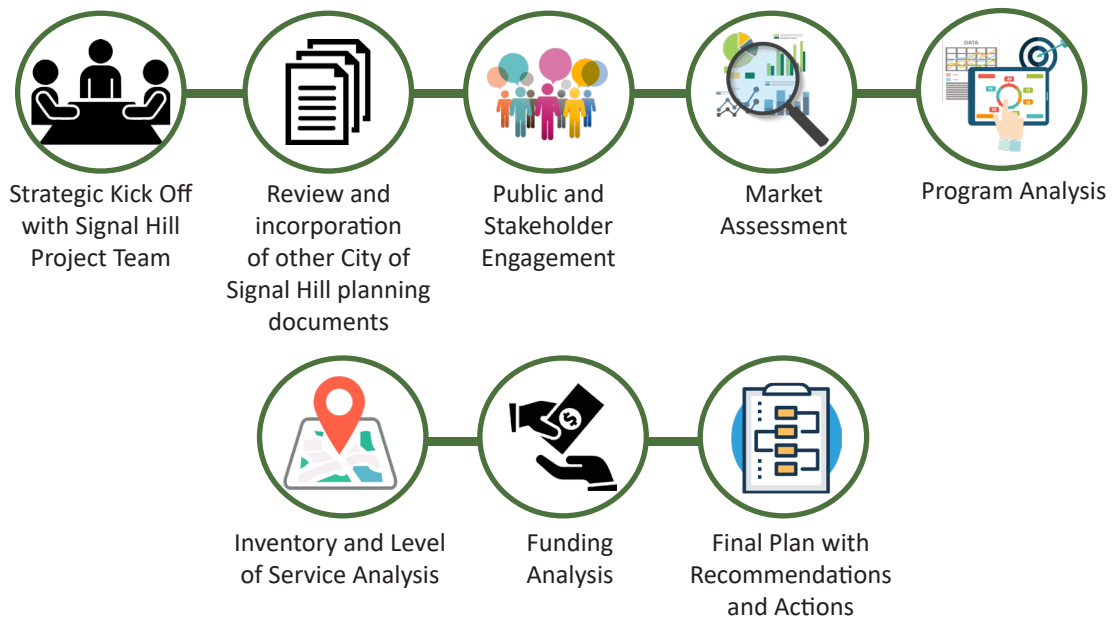 DATA
Strategic Kick Off
with Signal Hill
Project Team
Review and
incorporation
of other City of
Signal Hill planning
documents
Public and
Stakeholder
Engagement
Market
Assessment
Program Analysis
$
Inventory and Level
of Service Analysis
Funding
Analysis
Final Plan with
Recommendations
and Actions